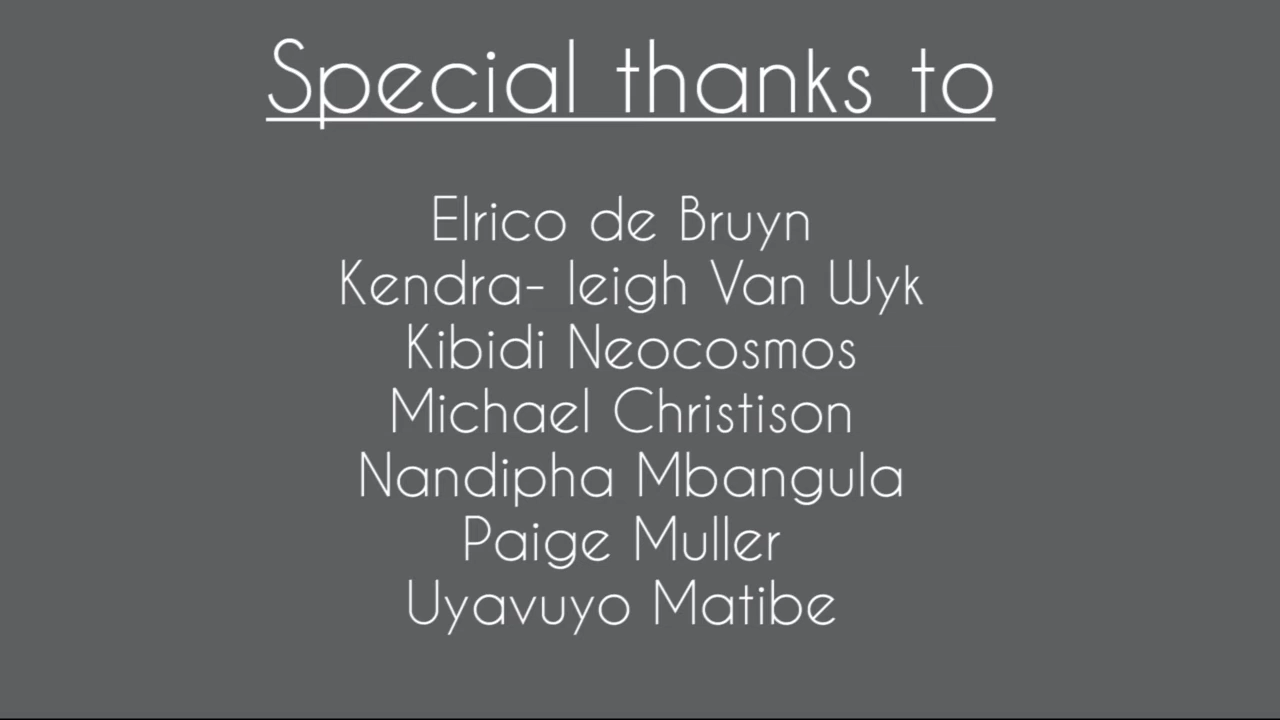 Special thanks to
Elrico de Bruyn
Kendra- leigh Van Wyk
Kibidi Neocosmos
Michael Christison
Nandipha Mbangula
Paige Muller
Uyavuyo Matibe